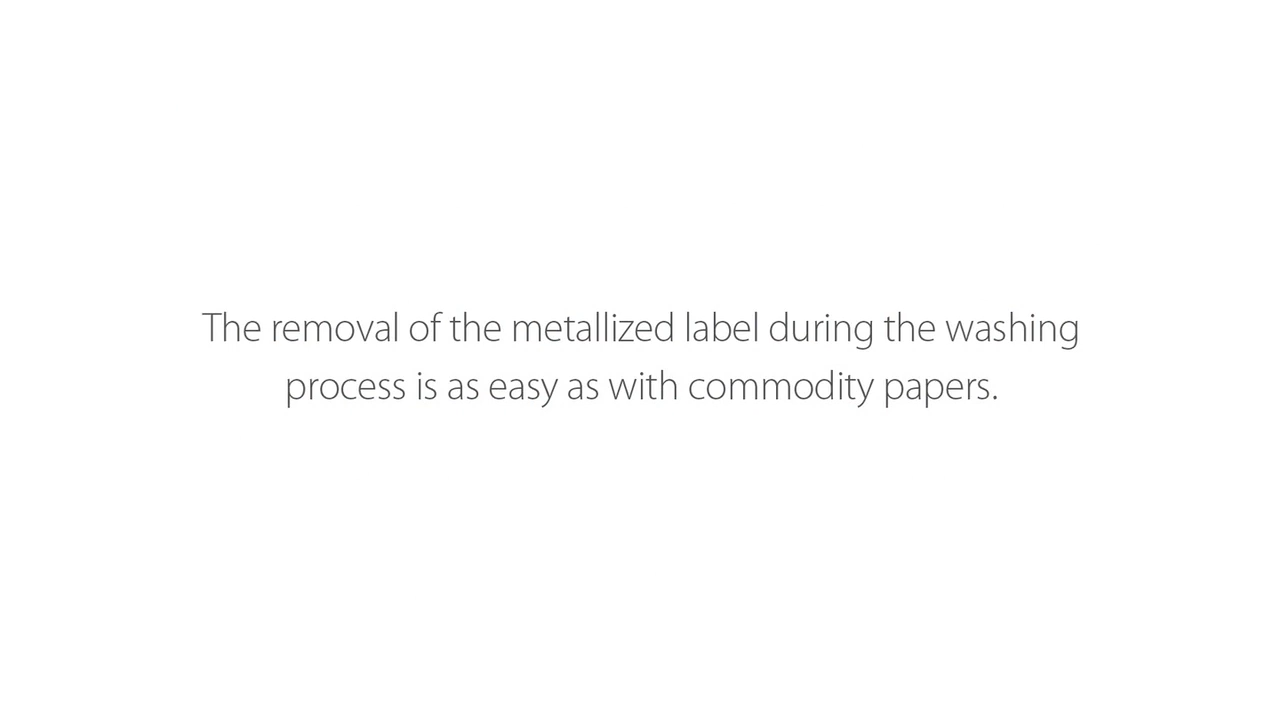 The removal of the metallized label during the washing
process is as easy as with commodity papers.